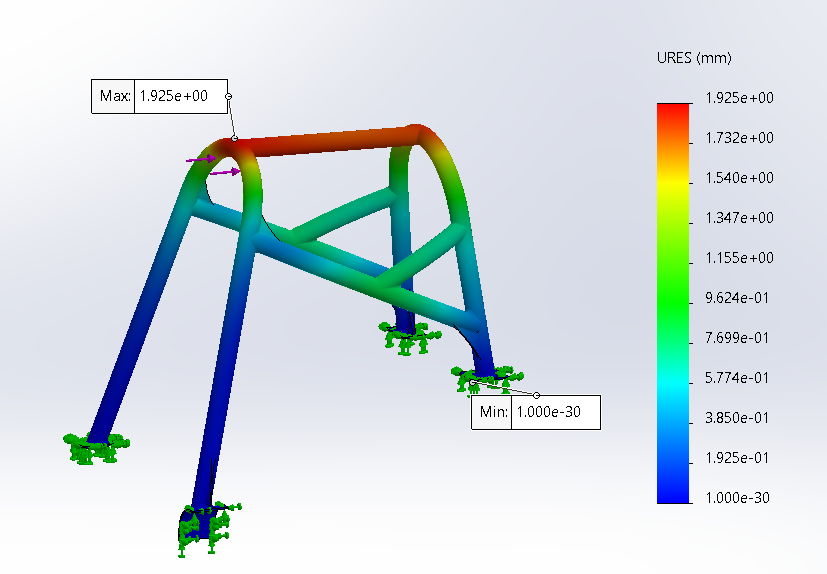 URES (mm)
Max: 1.925e+00
1.925e+00
1.732e+00
1.540e+00
1.347e+00
1.155e+00
9.624e-01
7.699e-01
5.774e-01
3.850e-01
1.925e-01
1.000e-30
Min: 1.000e-30